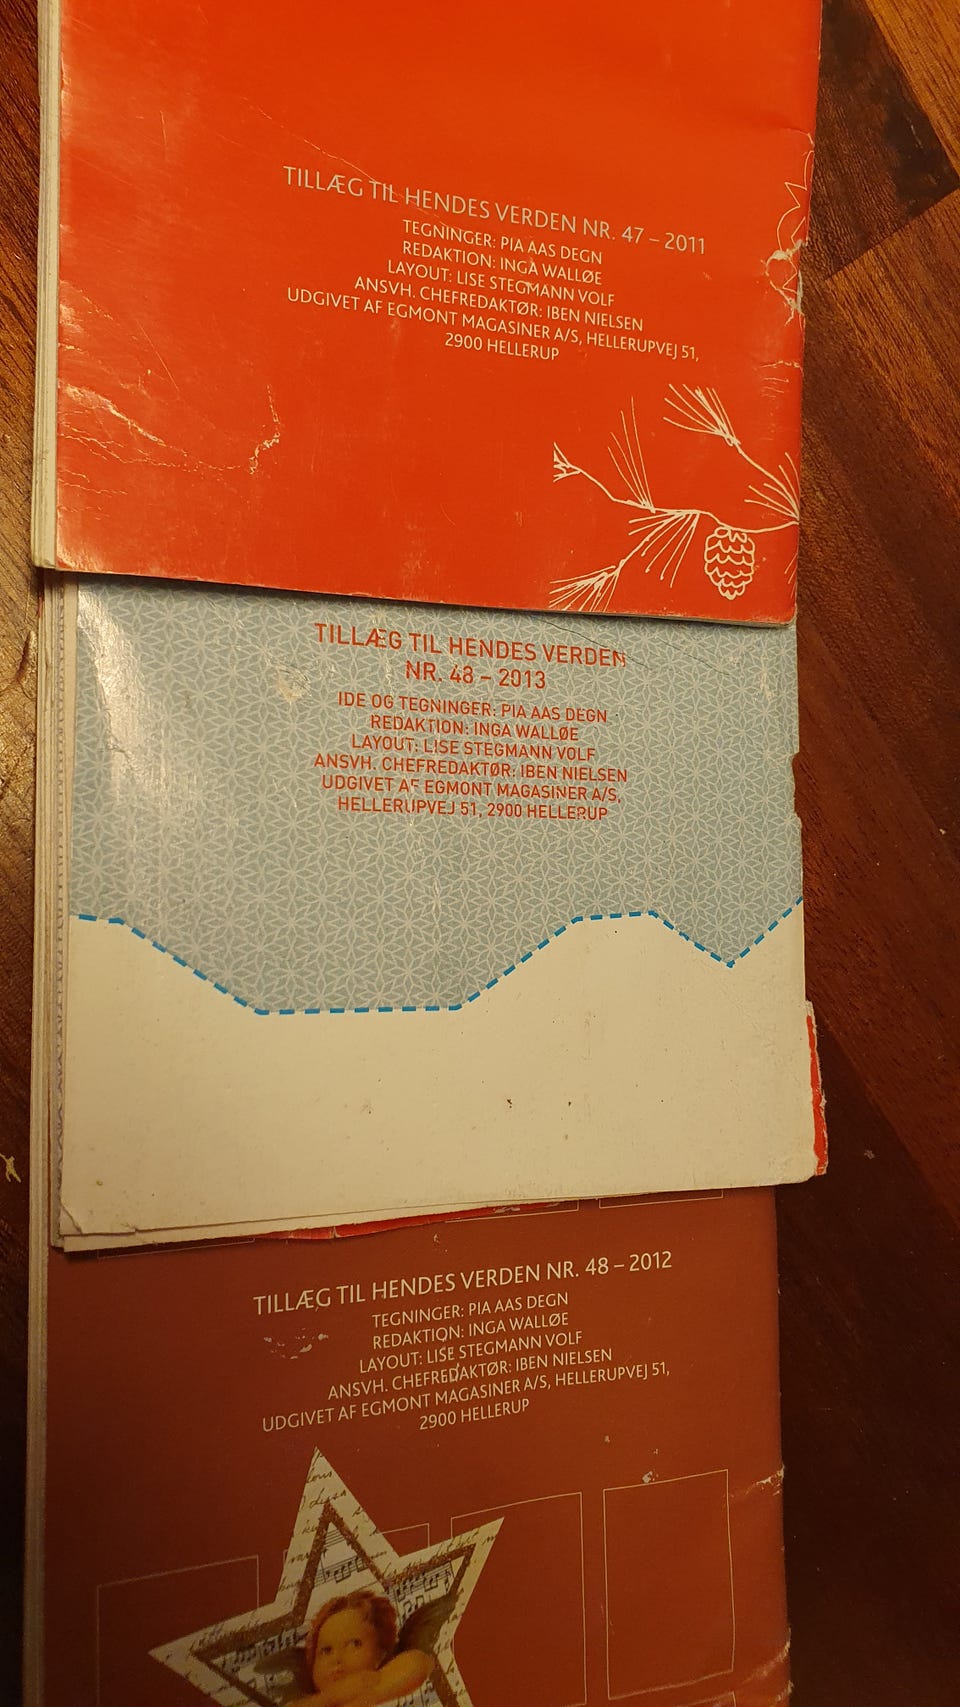 TILLÆG TIL HENDES VERDEN NR. 47 – 2011
TEGNINGER: PIA AAS DEGN
REDAKTION: INGA WALLØE
LAYOUT: LISE STEGMANN VOLF
ANSVH. CHEFREDAKTØR: IBEN NIELSEN
UDGIVET AF EGMONT MAGASINER A/S, HELLERUPVEJ 51,
2900 HELLERUP
TILLÆG TIL HENDES VERDEN
NR. 48 – 2013
IDE OG TEGNINGER: PIA AAS DEGN
REDAKTION: INGA WALLØE
LAYOUT: LISE STEGMANN VOLF
ANSVH. CHEFREDAKTØR: IBEN NIELSEN
UDGIVET AF EGMONT MAGASINER A/S,
HELLERUPVEJ 51, 2900 HELLERUP
TILLÆG TIL HENDES VERDEN NR. 48 – 2012
TEGNINGER: PIA AAS DEGN
REDAKTION: INGA WALLØE
LAYOUT: LISE STEGMANN VOLF
ANSVH. CHEFREDAKTØR: IBEN NIELSEN
UDGIVET AF EGMONT MAGASINER A/S, HELLERUPVEJ 51,
2900 HELLERUP